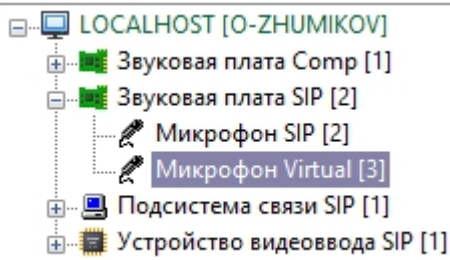 LOCALHOST [O-ZHUMIKOV]
Звуковая плата Comp [1]
Звуковая плата SIP [2]
Микрофон SIP [2]
Микрофон Virtual [3]
Подсистема связи SIP [1]
Устройство видеоввода SIP [1]